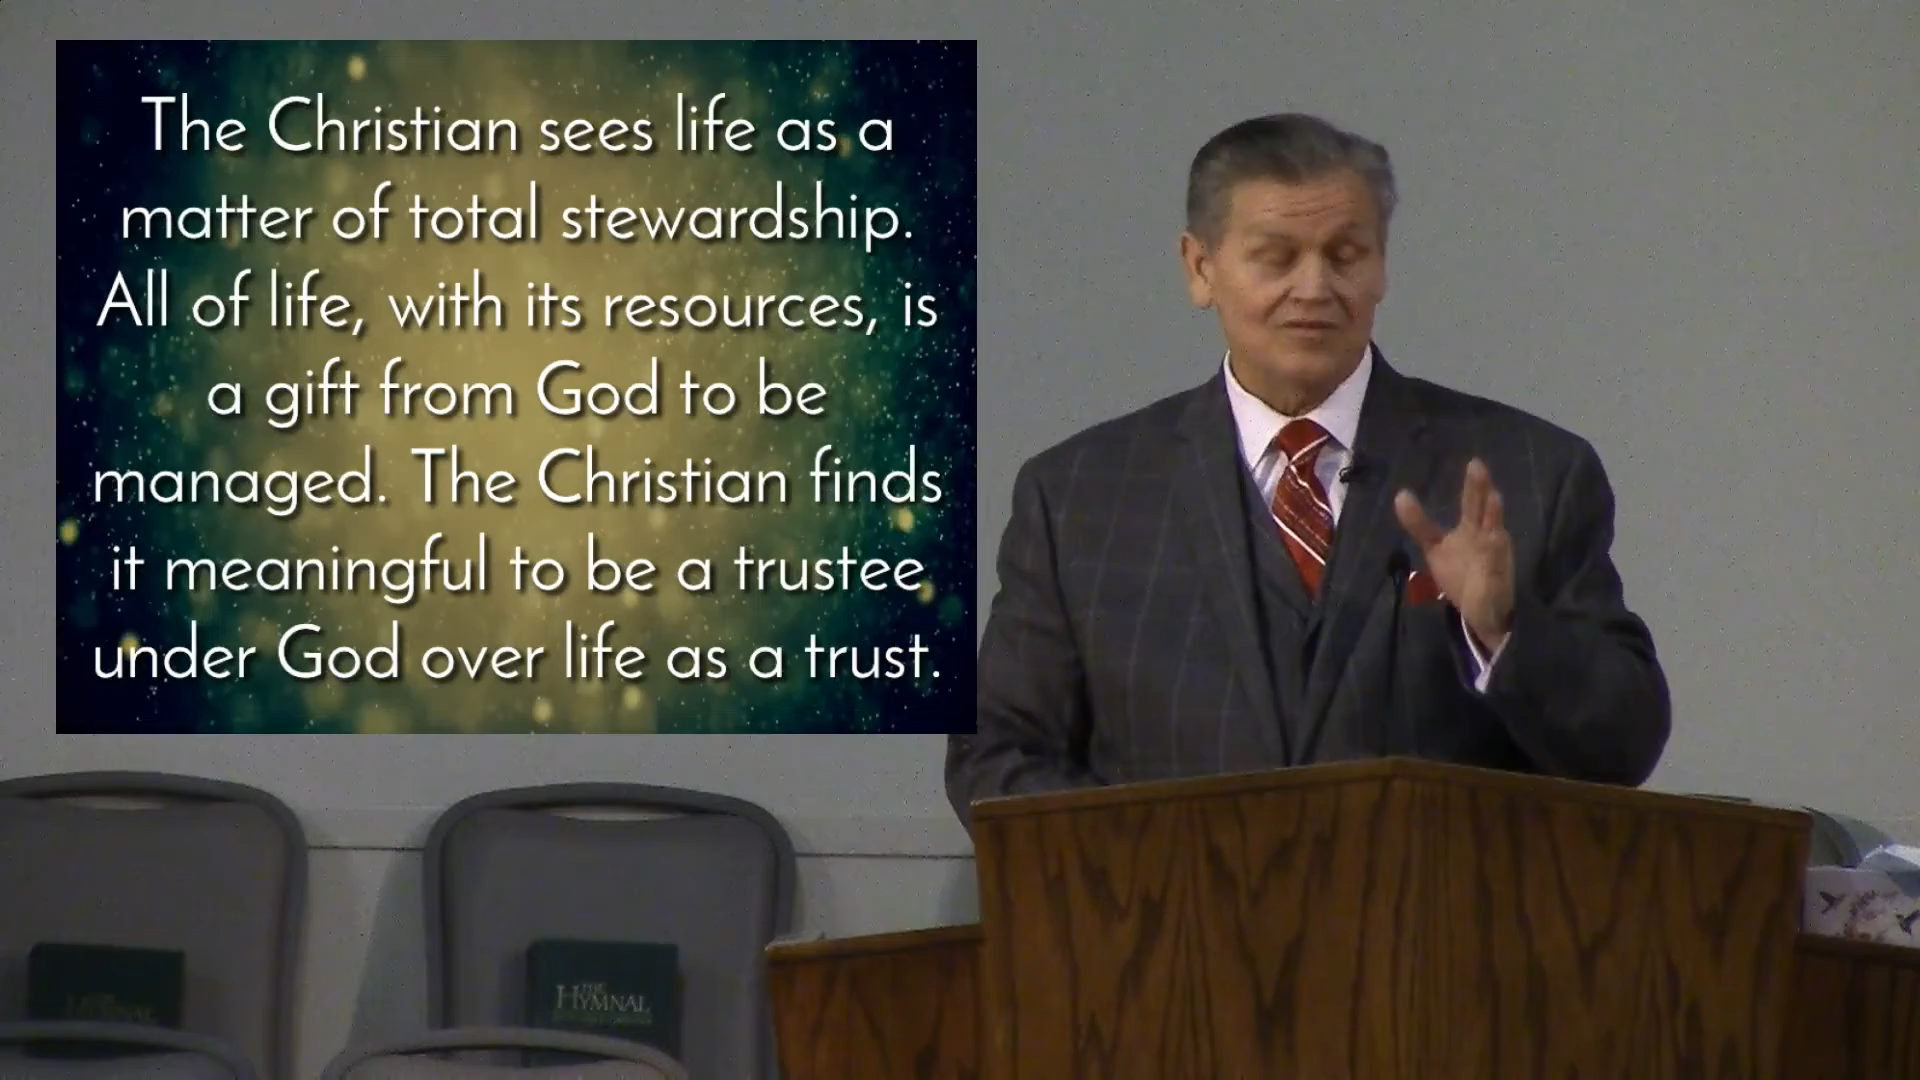 The Christian sees life as a
matter of total stewardship.
All of life, with its resources, is
a gift from God to be
managed. The Christian finds
it meaningful to be a trustee
under God over life as a trust.
THE
HYMNAL